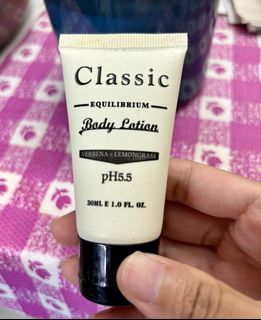 Classic
EQUILIBRIUM
Body Lotion
VERBENA + LEMONGRASS
pH5.5
30ML E 1.0 FL. OZ.